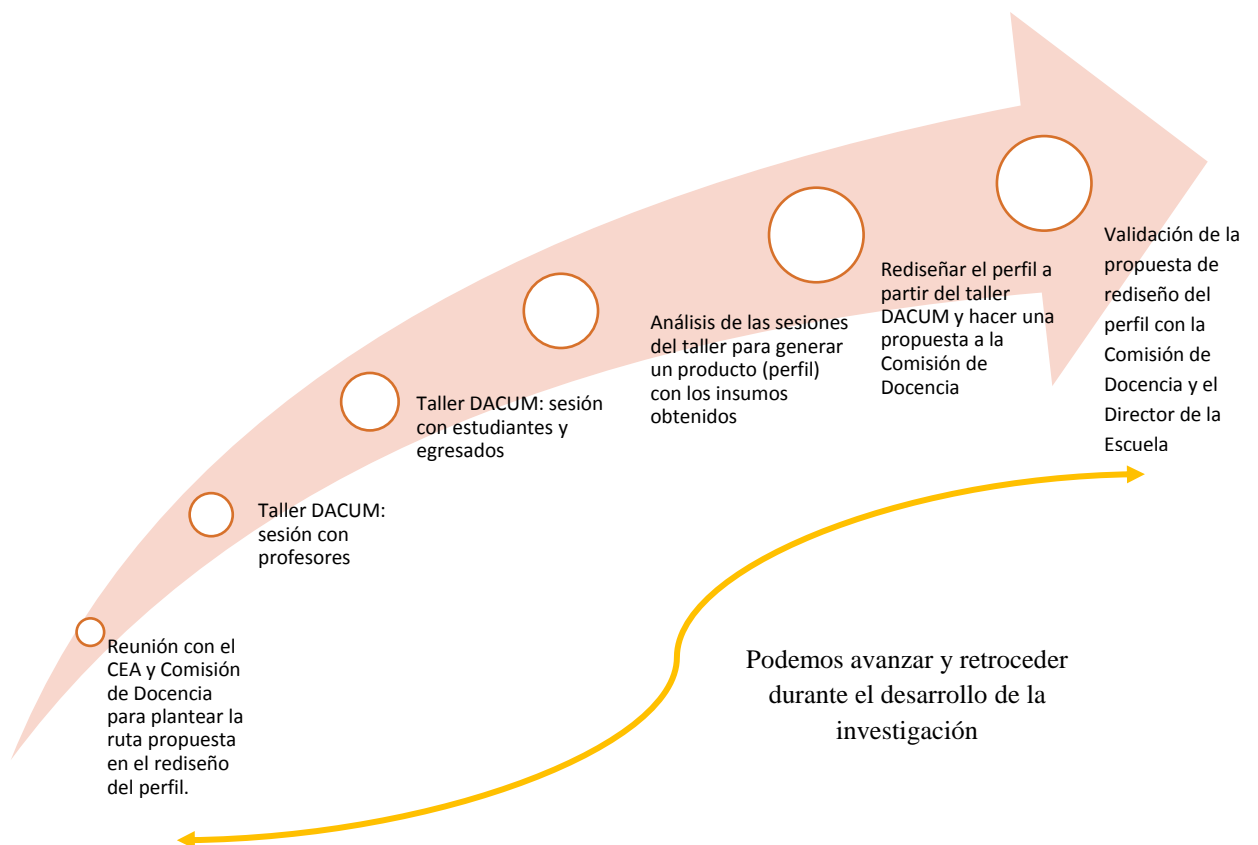 Reunión con el
CEA y Comisión
de Docencia
para plantear la
ruta propuesta
en el rediseño
del perfil.
Taller DACUM:
sesión con
profesores
Taller DACUM: sesión
con estudiantes y
egresados
Análisis de las sesiones
del taller para generar
un producto (perfil)
con los insumos
obtenidos
Rediseñar el perfil a
partir del taller
DACUM y hacer una
propuesta a la
Comisión de
Docencia
Validación de la
propuesta de
rediseño del
perfil con la
Comisión de
Docencia y el
Director de la
Escuela
Podemos avanzar y retroceder
durante el desarrollo de la
investigación